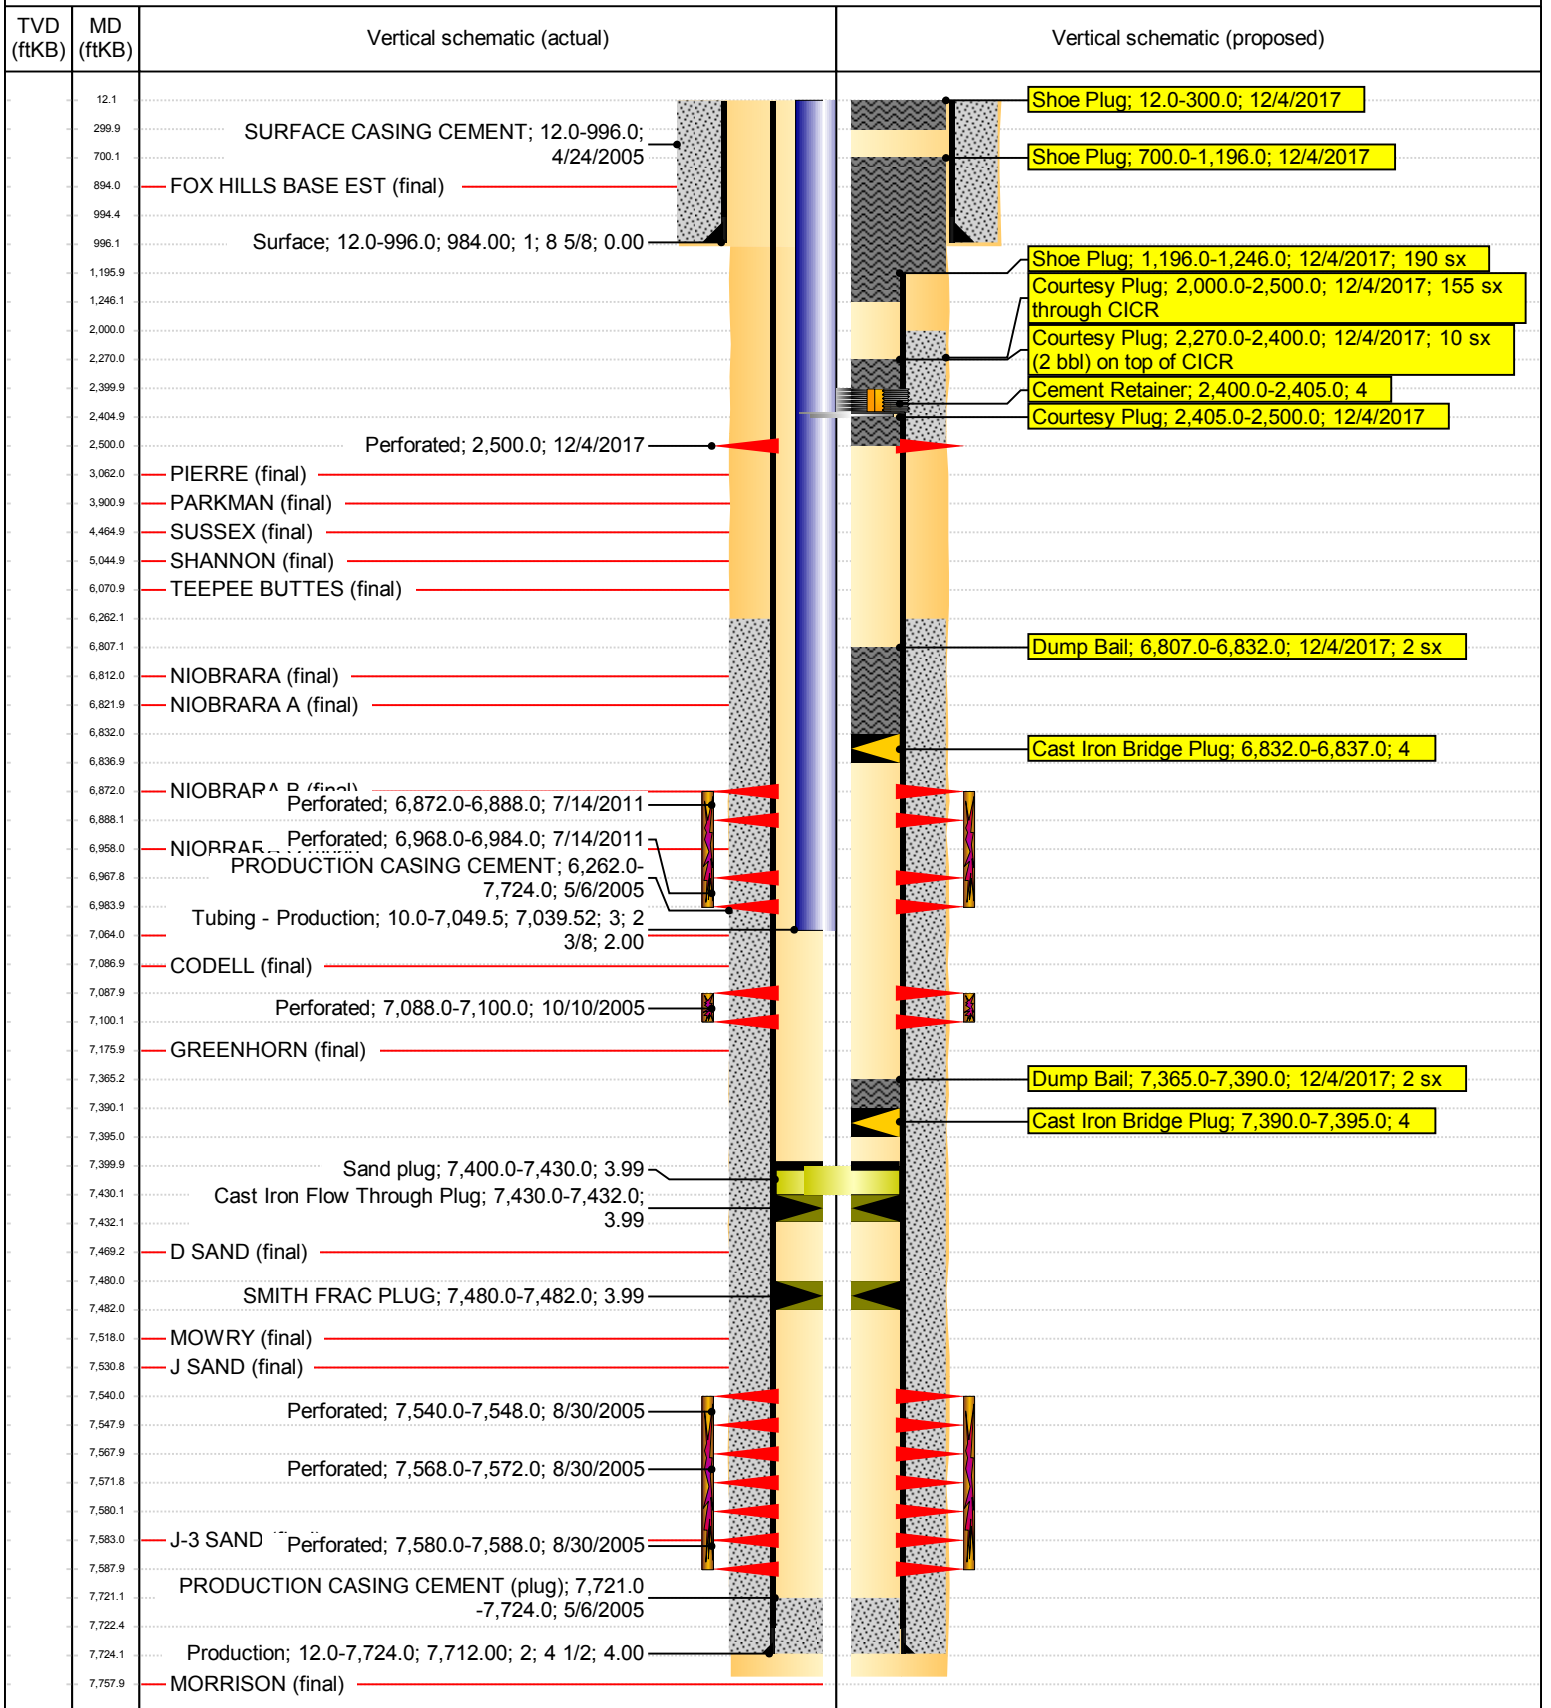 TVD (ftKB)
MD (ftKB)
Vertical schematic (actual)
Vertical schematic (proposed)
12.1
299.9
700.1
894.0
994.4
996.1
1,195.9
1,246.1
2,000.0
2,270.0
2,399.9
2,404.9
2,500.0
3,062.0
3,900.9
4,464.9
5,044.9
6,070.9
6,262.1
6,807.1
6,812.0
6,821.9
6,832.0
6,836.9
6,872.0
6,888.1
6,958.0
6,967.8
6,983.9
7,064.0
7,086.9
7,087.9
7,100.1
7,175.9
7,365.2
7,390.1
7,395.0
7,399.9
7,430.1
7,432.1
7,469.2
7,480.0
7,482.0
7,518.0
7,530.8
7,540.0
7,547.9
7,567.9
7,571.8
7,580.1
7,583.0
7,587.9
7,721.1
7,722.4
7,724.1
7,757.9
SURFACE CASING CEMENT; 12.0-996.0;
4/24/2005
FOX HILLS BASE EST (final)
Surface; 12.0-996.0; 984.00; 1; 8 5/8; 0.00
Perforated; 2,500.0; 12/4/2017
PIERRE (final)
PARKMAN (final)
SUSSEX (final)
SHANNON (final)
TEEPEE BUTTES (final)
NIOBRARA (final)
NIOBRARA A (final)
NIOBRARA B (final)
Perforated; 6,872.0-6,888.0; 7/14/2011
Perforated; 6,968.0-6,984.0; 7/14/2011
NIOBRARA
PRODUCTION CASING CEMENT; 6,262.0-
7,724.0; 5/6/2005
Tubing - Production; 10.0-7,049.5; 7,039.52; 3; 2
3/8; 2.00
CODELL (final)
Perforated; 7,088.0-7,100.0; 10/10/2005
GREENHORN (final)
Sand plug; 7,400.0-7,430.0; 3.99
Cast Iron Flow Through Plug; 7,430.0-7,432.0;
3.99
D SAND (final)
SMITH FRAC PLUG; 7,480.0-7,482.0; 3.99
MOWRY (final)
J SAND (final)
Perforated; 7,540.0-7,548.0; 8/30/2005
Perforated; 7,568.0-7,572.0; 8/30/2005
J-3 SAND
Perforated; 7,580.0-7,588.0; 8/30/2005
PRODUCTION CASING CEMENT (plug); 7,721.0
-7,724.0; 5/6/2005
Production; 12.0-7,724.0; 7,712.00; 2; 4 1/2; 4.00
MORRISON (final)
Shoe Plug; 12.0-300.0; 12/4/2017
Shoe Plug; 700.0-1,196.0; 12/4/2017
Shoe Plug; 1,196.0-1,246.0; 12/4/2017; 190 sx
Courtesy Plug; 2,000.0-2,500.0; 12/4/2017; 155 sx
through CICR
Courtesy Plug; 2,270.0-2,400.0; 12/4/2017; 10 sx
(2 bbl) on top of CICR
Cement Retainer; 2,400.0-2,405.0; 4
Courtesy Plug; 2,405.0-2,500.0; 12/4/2017
Dump Bail; 6,807.0-6,832.0; 12/4/2017; 2 sx
Cast Iron Bridge Plug; 6,832.0-6,837.0; 4
Dump Bail; 7,365.0-7,390.0; 12/4/2017; 2 sx
Cast Iron Bridge Plug; 7,390.0-7,395.0; 4